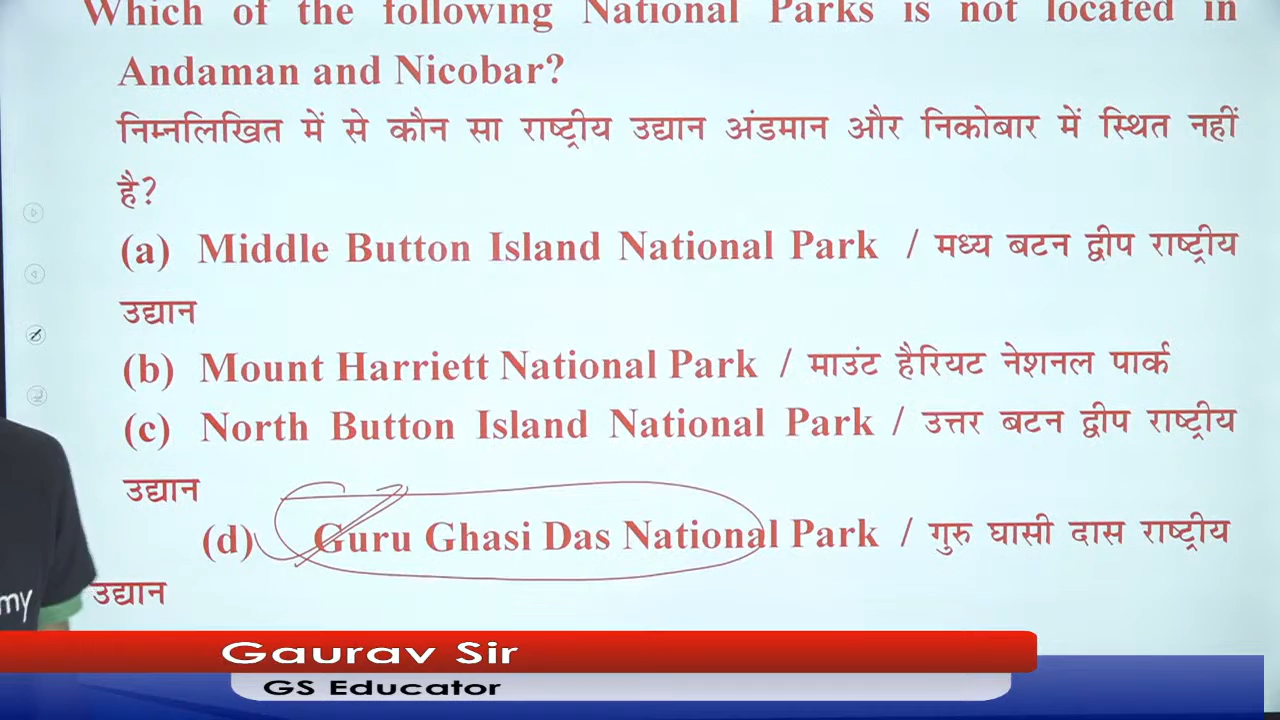 Which of the following National Parks is not located in
Andaman and Nicobar?
निम्नलिखित में से कौन सा राष्ट्रीय उद्यान अंडमान और निकोबार में स्थित नहीं
है?
(a) Middle Button Island National Park / मध्य बटन द्वीप राष्ट्रीय
उद्यान
(b) Mount Harriett National Park / माउंट हैरियट नेशनल पार्क
(c) North Button Island National Park / उत्तर बटन द्वीप राष्ट्रीय
उद्यान
(d) Guru Ghasi Das National Park / गुरु घासी दास राष्ट्रीय
उद्यान
my
Gaurav Sir
GS Educator